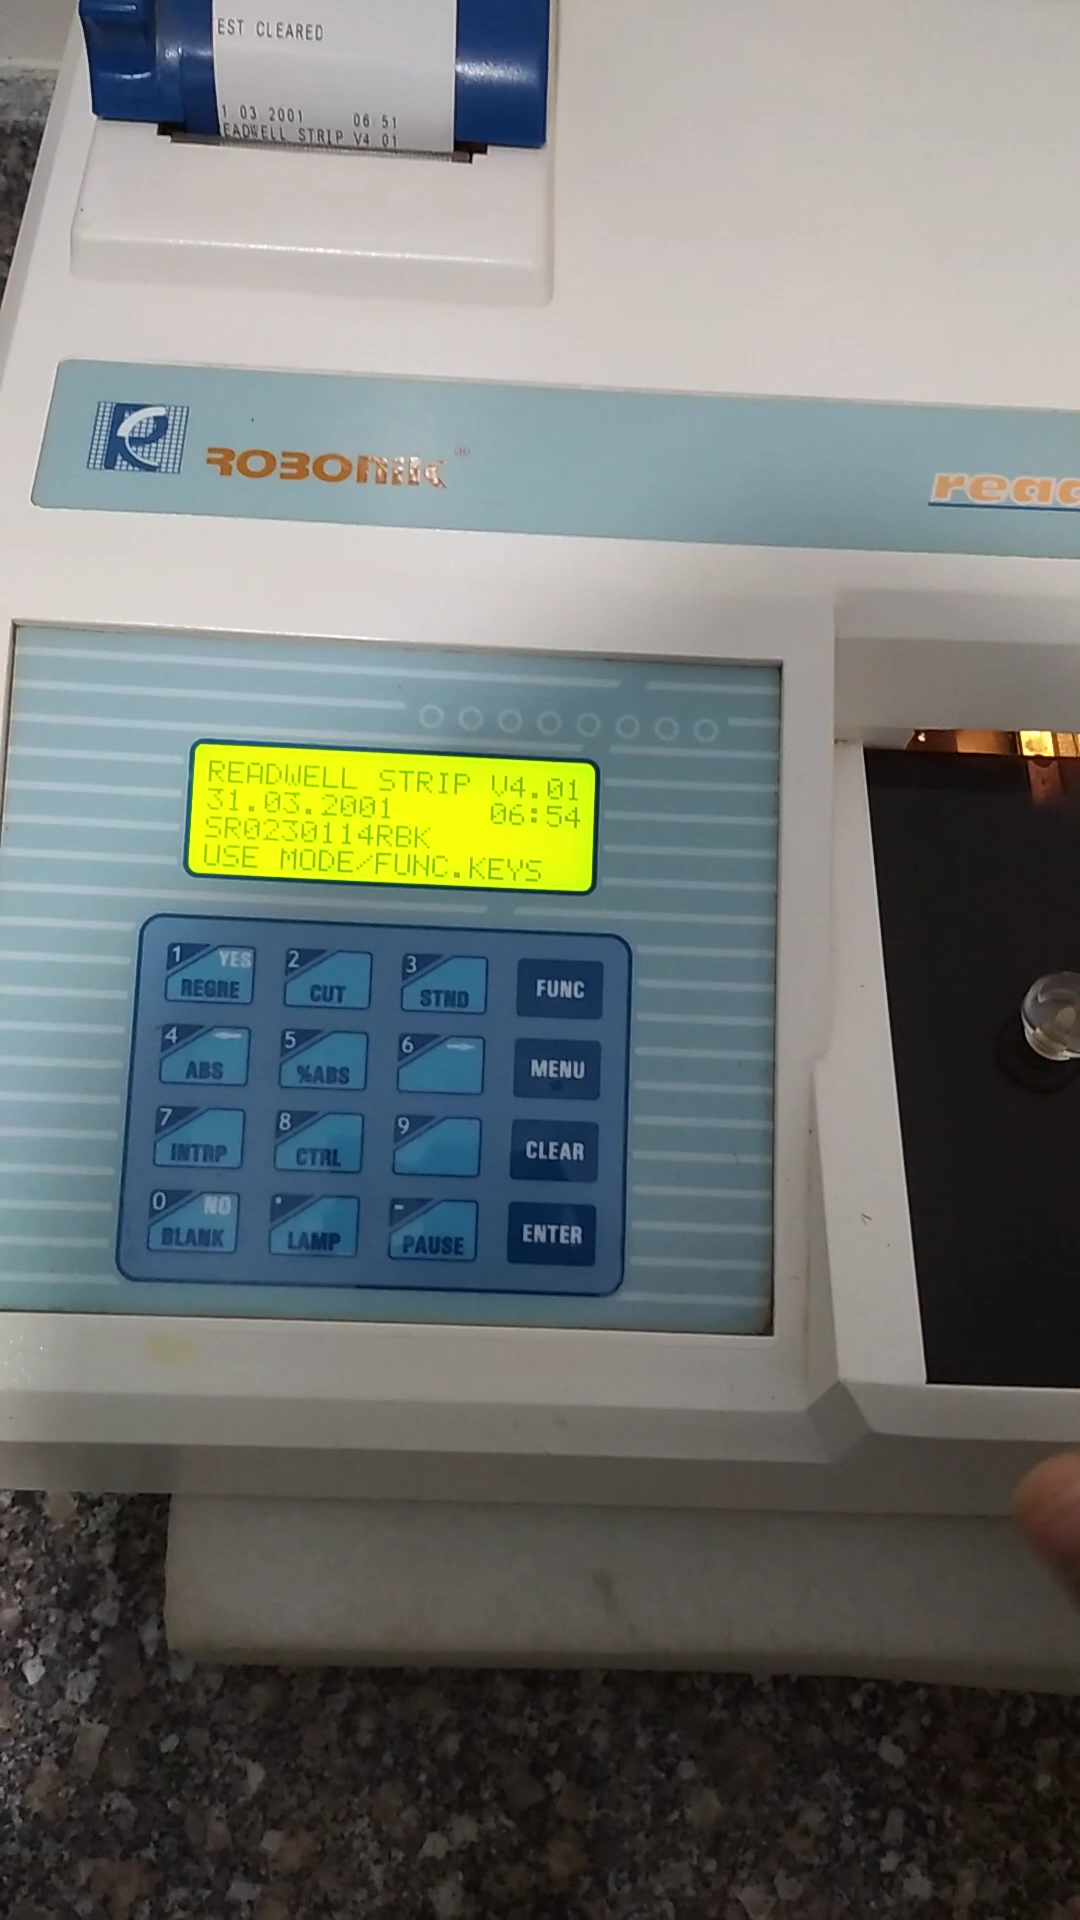 EST CLEARED
1 03 2001 06 51
EADWELL STRIP V4 01
ROBONIK®
READWELL STRIP V4.01
31.03.2001 06:54
SR0230114RBK
USE MODE/FUNC.KEYS
1 YES REGRE
2 CUT
3 STND
FUNC
4 ABS
5 %ABS
6
MENU
7 INTRP
8 CTRL
9
CLEAR
0 NO BLANK
. LAMP
- PAUSE
ENTER